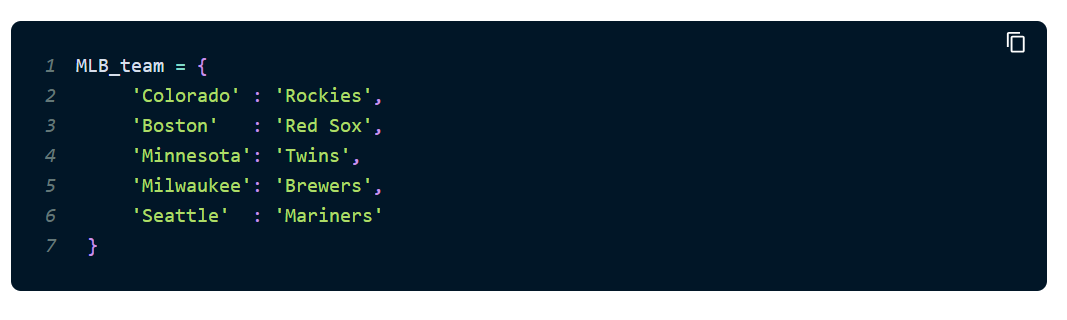 1 MLB_team = {
2 'Colorado' : 'Rockies',
3 'Boston'   : 'Red Sox',
4 'Minnesota': 'Twins',
5 'Milwaukee': 'Brewers',
6 'Seattle'  : 'Mariners'
7 }